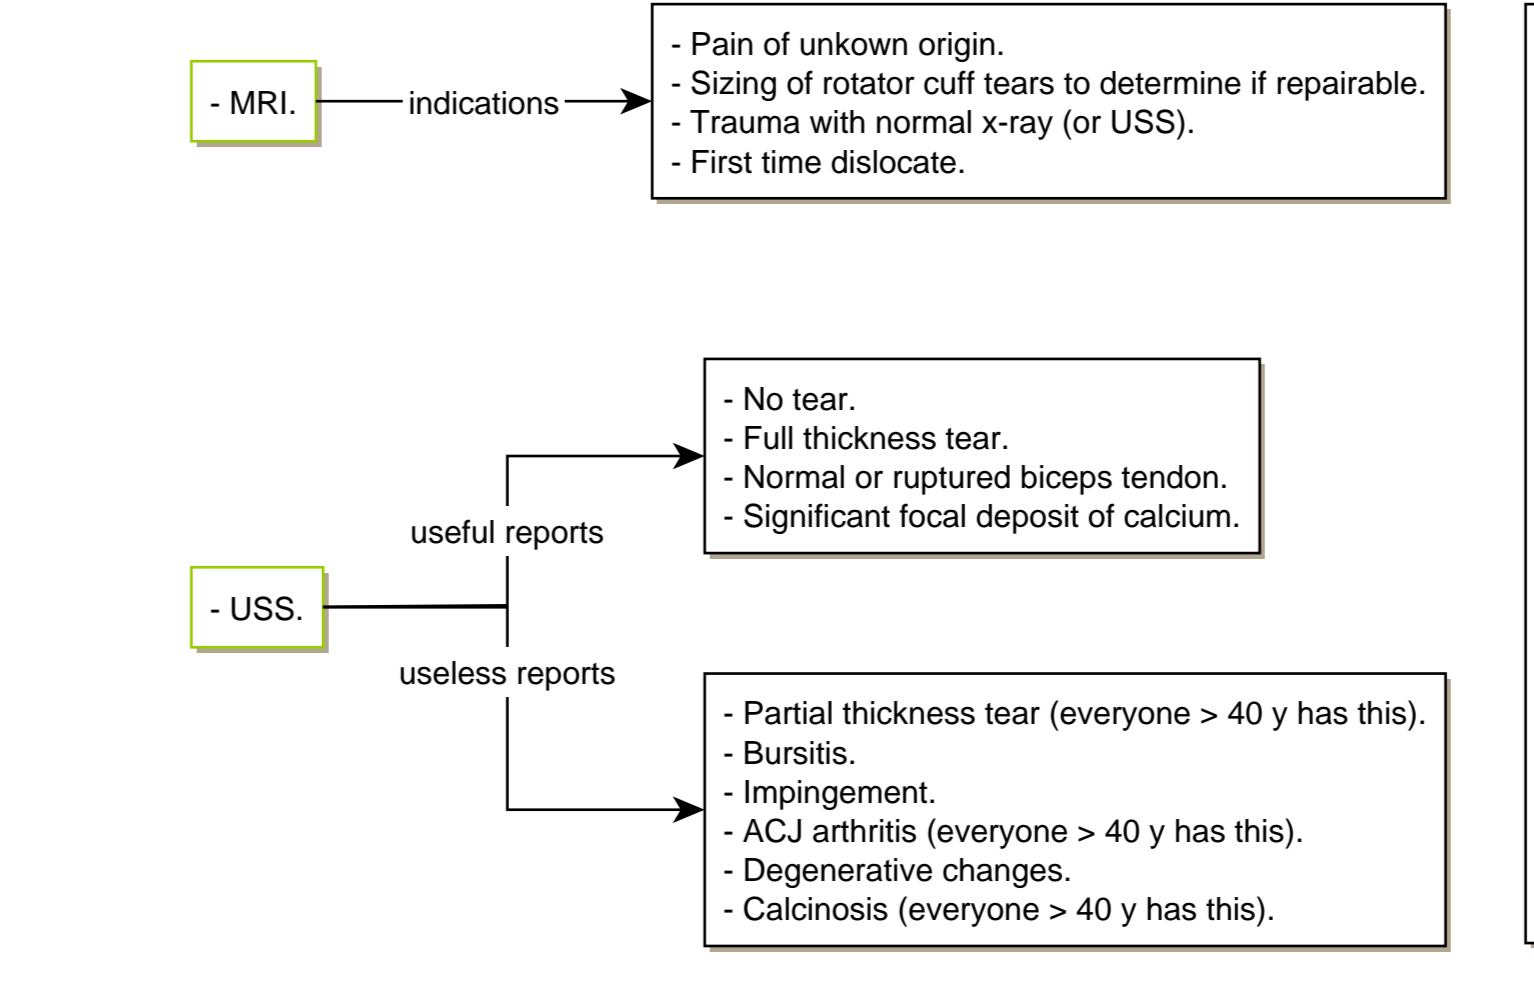 - MRI.
indications
- Pain of unkown origin.
- Sizing of rotator cuff tears to determine if repairable.
- Trauma with normal x-ray (or USS).
- First time dislocate.
- USS.
useful reports
- No tear.
- Full thickness tear.
- Normal or ruptured biceps tendon.
- Significant focal deposit of calcium.
useless reports
- Partial thickness tear (everyone > 40 y has this).
- Bursitis.
- Impingement.
- ACJ arthritis (everyone > 40 y has this).
- Degenerative changes.
- Calcinosis (everyone > 40 y has this).